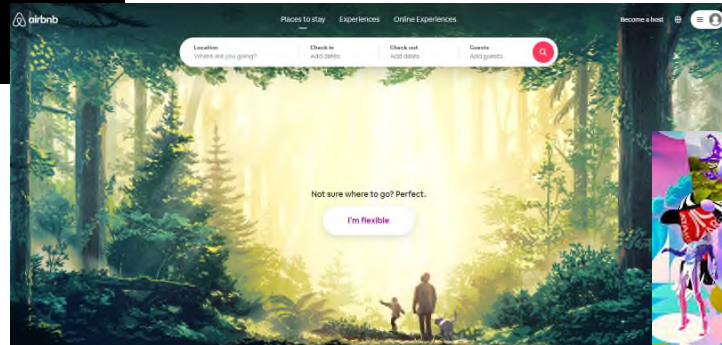 airbnb
Places to stay Experiences Online Experiences
Become a host
Location Check in Check out Guests
Where are you going? Add dates Add dates Add guests
Not sure where to go? Perfect.
I'm flexible